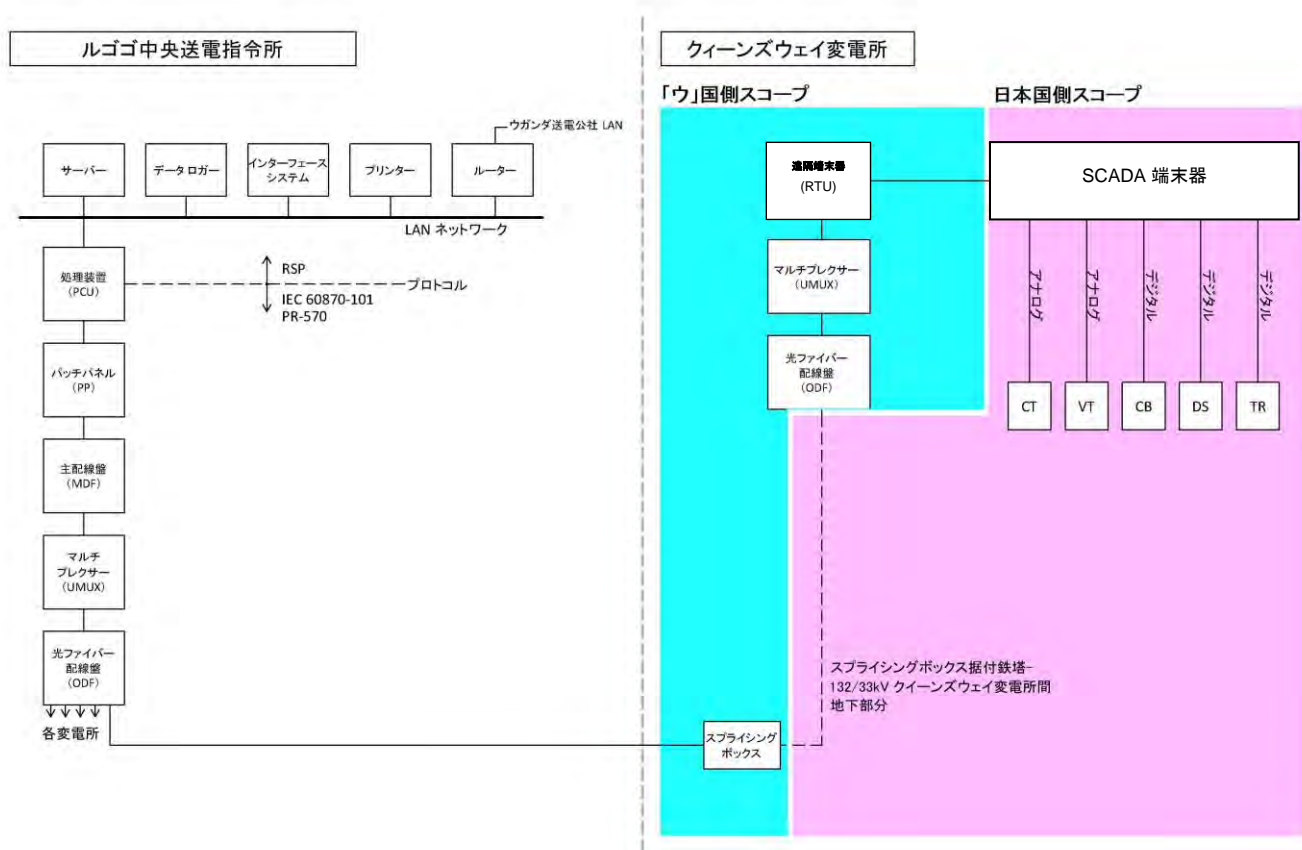 ルゴゴ中央送電指令所
クィーンズウェイ変電所
「ウ」国側スコープ
日本国側スコープ
ウガンダ送電公社 LAN
サーバー
データ ロガー
インターフェース
システム
プリンター
ルーター
LAN ネットワーク
処理装置
(PCU)
RSP
プロトコル
IEC 60870-101
PR-570
パッチパネル
(PP)
主配線盤
(MDF)
マルチ
プレクサー
(UMUX)
光ファイバー
配線盤
(ODF)
各変電所
遠隔端末器
(RTU)
SCADA 端末器
マルチプレクサー
(UMUX)
光ファイバー
配線盤
(ODF)
アナログ
アナログ
デジタル
デジタル
デジタル
CT
VT
CB
DS
TR
スプライシングボックス据付鉄塔-
132/33kV クイーンズウェイ変電所間
地下部分
スプライシング
ボックス